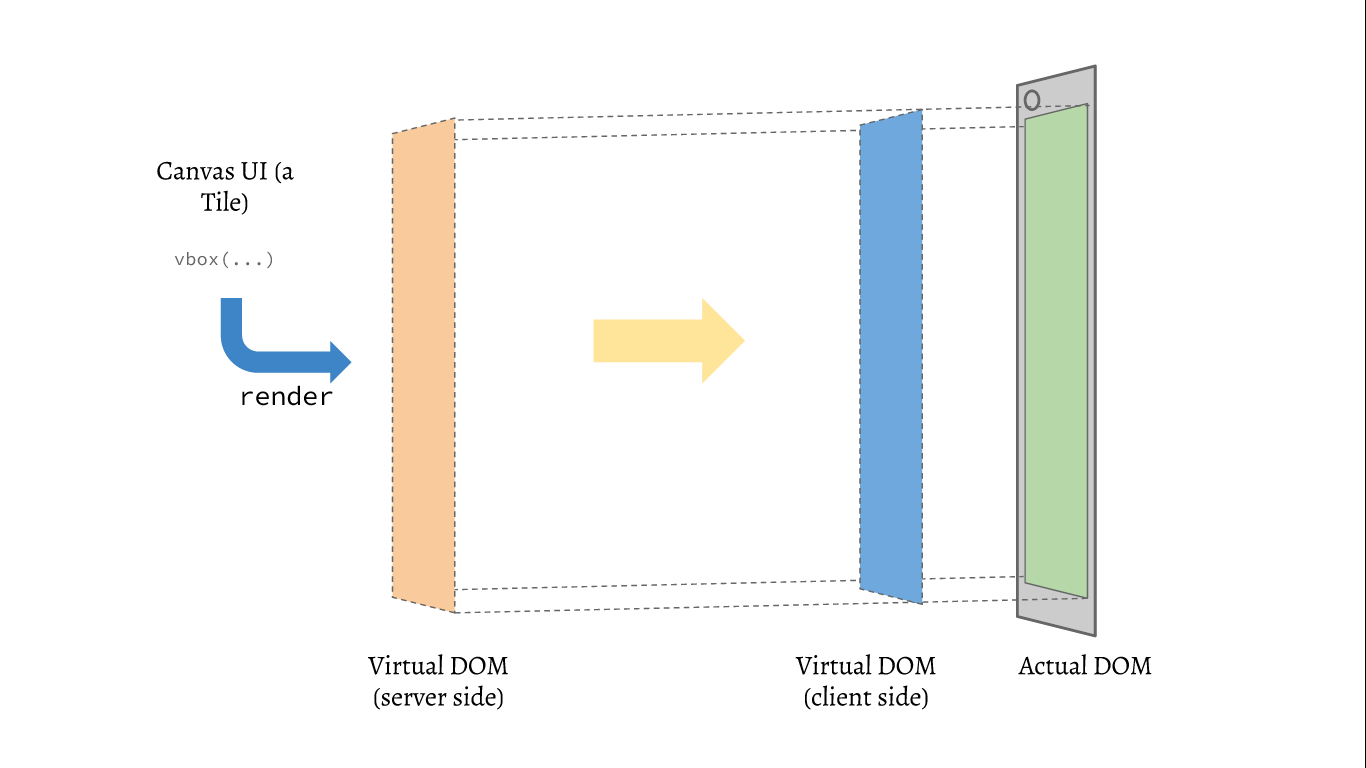 Canvas UI (a
Tile)
vbox(...)
render
Virtual DOM
(server side)
Virtual DOM
(client side)
Actual DOM